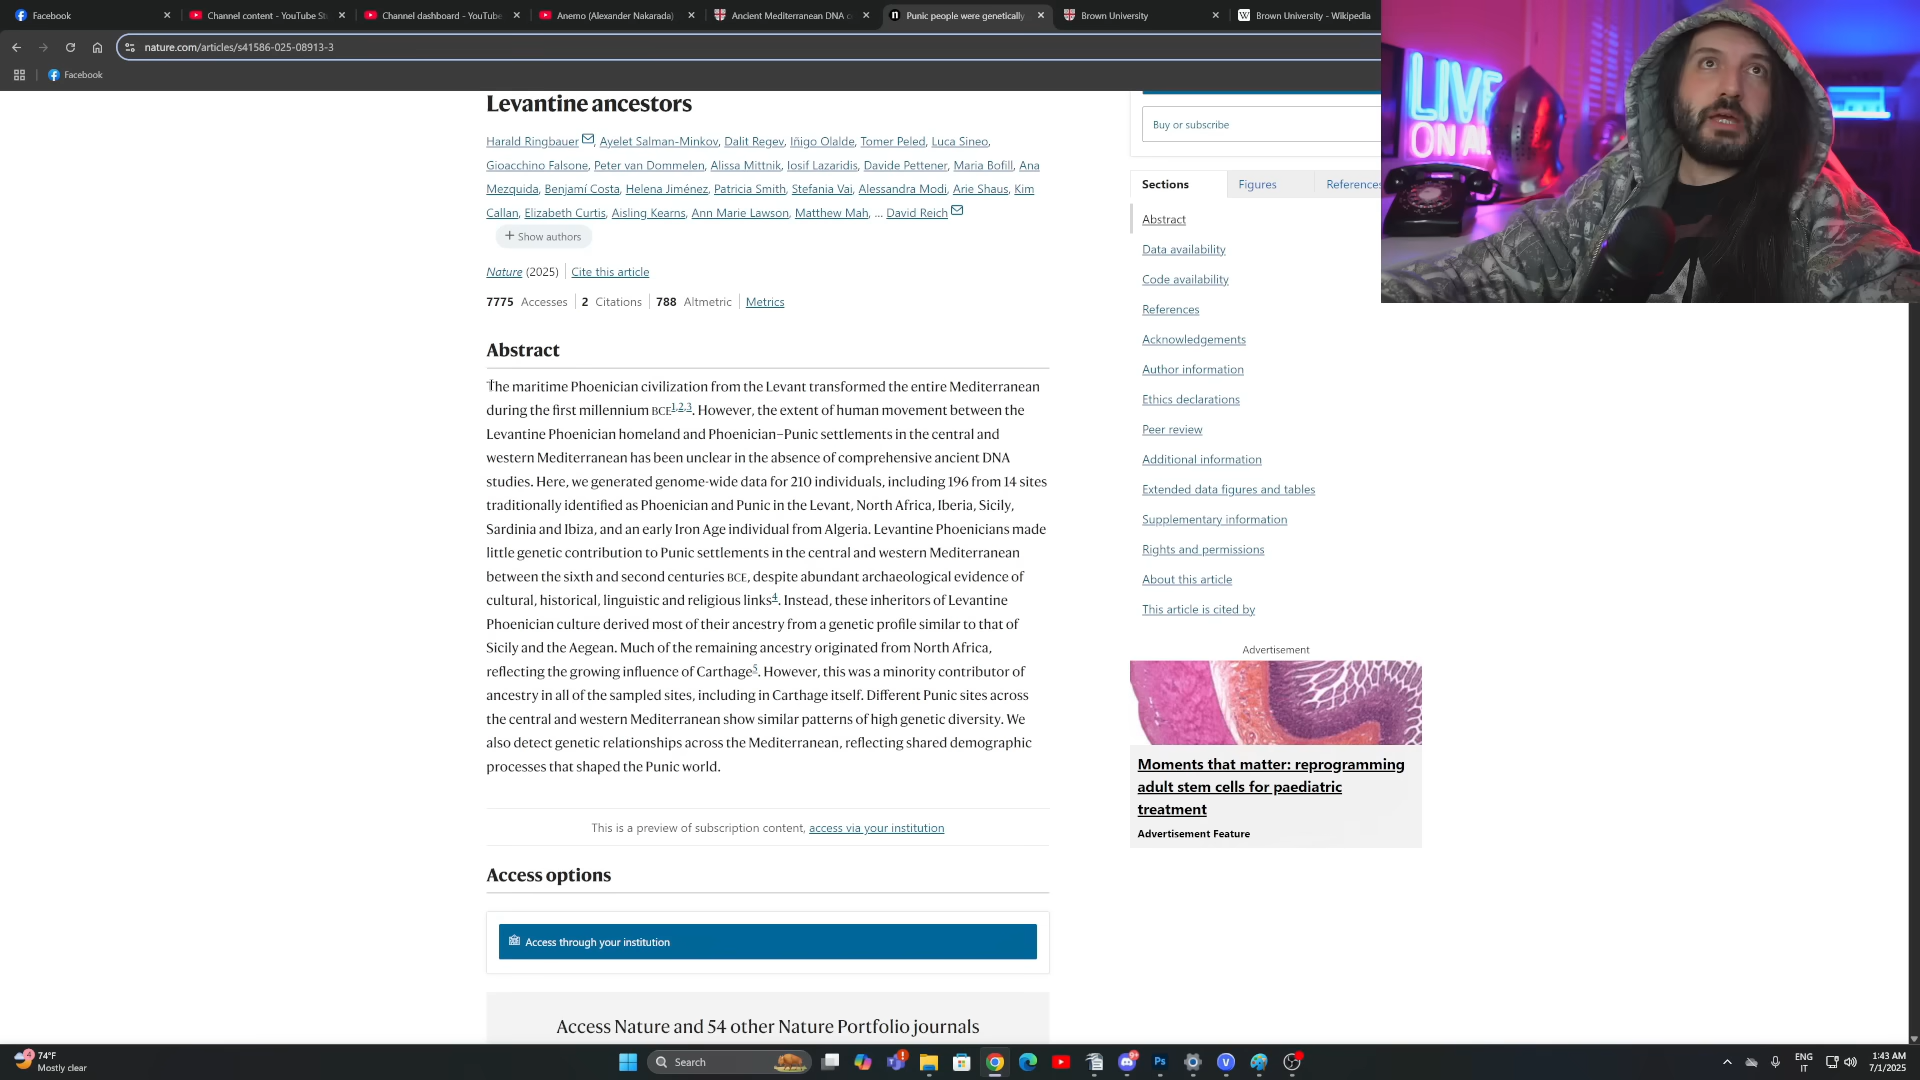 Facebook
Channel content - YouTube St
Channel dashboard - YouTube
Anemo (Alexander Nakarada)
Ancient Mediterranean DNA c
Punic people were genetically
Brown University
Brown University - Wikipedia
nature.com/articles/s41586-025-08913-3
Facebook
LIVE
ON AI
Levantine ancestors
Harald Ringbauer, Ayelet Salman-Minkov, Dalit Regev, Iñigo Olalde, Tomer Peled, Luca Sineo,
Gioacchino Falsone, Peter van Dommelen, Alissa Mittnik, Iosif Lazaridis, Davide Pettener, Maria Bofill, Ana
Mezquida, Benjamí Costa, Helena Jiménez, Patricia Smith, Stefania Vai, Alessandra Modi, Arie Shaus, Kim
Callan, Elizabeth Curtis, Aisling Kearns, Ann Marie Lawson, Matthew Mah, … David Reich
+ Show authors
Nature (2025) Cite this article
7775 Accesses 2 Citations 788 Altmetric Metrics
Abstract
The maritime Phoenician civilization from the Levant transformed the entire Mediterranean
during the first millennium BCE1,2,3. However, the extent of human movement between the
Levantine Phoenician homeland and Phoenician–Punic settlements in the central and
western Mediterranean has been unclear in the absence of comprehensive ancient DNA
studies. Here, we generated genome-wide data for 210 individuals, including 196 from 14 sites
traditionally identified as Phoenician and Punic in the Levant, North Africa, Iberia, Sicily,
Sardinia and Ibiza, and an early Iron Age individual from Algeria. Levantine Phoenicians made
little genetic contribution to Punic settlements in the central and western Mediterranean
between the sixth and second centuries BCE, despite abundant archaeological evidence of
cultural, historical, linguistic and religious links4. Instead, these inheritors of Levantine
Phoenician culture derived most of their ancestry from a genetic profile similar to that of
Sicily and the Aegean. Much of the remaining ancestry originated from North Africa,
reflecting the growing influence of Carthage5. However, this was a minority contributor of
ancestry in all of the sampled sites, including in Carthage itself. Different Punic sites across
the central and western Mediterranean show similar patterns of high genetic diversity. We
also detect genetic relationships across the Mediterranean, reflecting shared demographic
processes that shaped the Punic world.
This is a preview of subscription content, access via your institution
Access options
Access through your institution
Access Nature and 54 other Nature Portfolio journals
Buy or subscribe
Sections
Figures
References
Abstract
Data availability
Code availability
References
Acknowledgements
Author information
Ethics declarations
Peer review
Additional information
Extended data figures and tables
Supplementary information
Rights and permissions
About this article
This article is cited by
Advertisement
Moments that matter: reprogramming
adult stem cells for paediatric
treatment
Advertisement Feature
74°F
Mostly clear
Search
ENG
IT
1:43 AM
7/1/2025